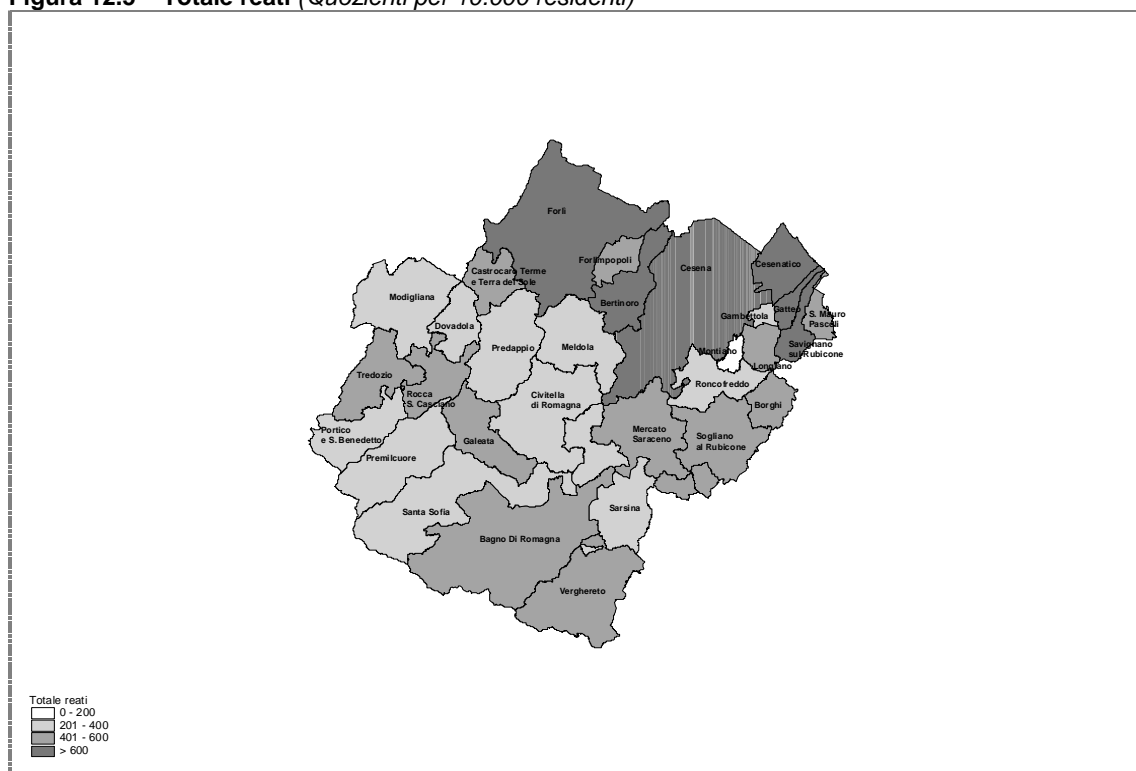 Figura 12.5 – Totale reati (Quozienti per 10.000 residenti)
Forlì
Forlimpopoli
Cesena
Cesenatico
Castrocaro Terme
e Terra del Sole
Bertinoro
Modigliana
Gambettola
Gatteo
S. Mauro
Pascoli
Dovadola
Predappio
Meldola
Montiano
Savignano
sul Rubicone
Longiano
Tredozio
Roncofreddo
Rocca
S. Casciano
Civitella
di Romagna
Borghi
Portico
e S. Benedetto
Galeata
Mercato
Saraceno
Sogliano
al Rubicone
Premilcuore
Santa Sofia
Sarsina
Bagno Di Romagna
Verghereto
Totale reati
0 - 200
201 - 400
401 - 600
> 600